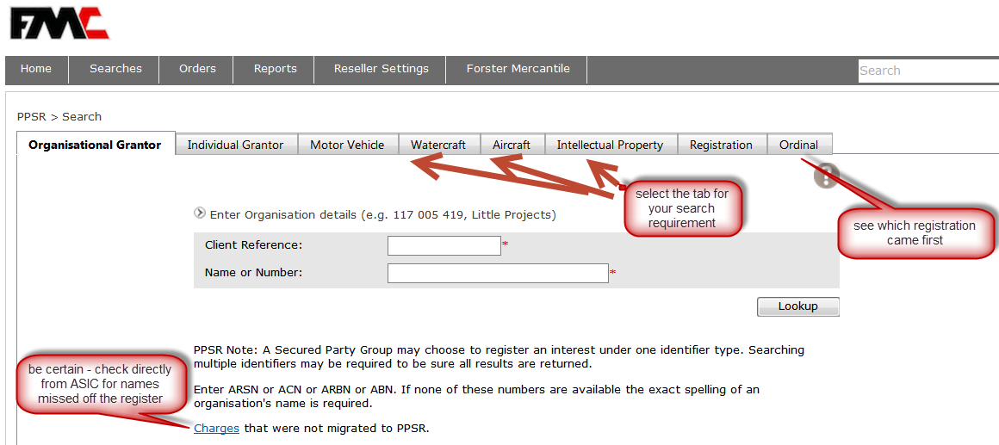 FMC
Home Searches Orders Reports Reseller Settings Forster Mercantile Search
PPSR > Search
Organisational Grantor Individual Grantor Motor Vehicle Watercraft Aircraft Intellectual Property Registration Ordinal
?
select the tab for
your search
requirement
see which registration
came first
Enter Organisation details (e.g. 117 005 419, Little Projects)
Client Reference: *
Name or Number: *
Lookup
be certain - check directly
from ASIC for names
missed off the register
PPSR Note: A Secured Party Group may choose to register an interest under one identifier type. Searching
multiple identifiers may be required to be sure all results are returned.
Enter ARSN or ACN or ARBN or ABN. If none of these numbers are available the exact spelling of an
organisation's name is required.
Charges that were not migrated to PPSR.